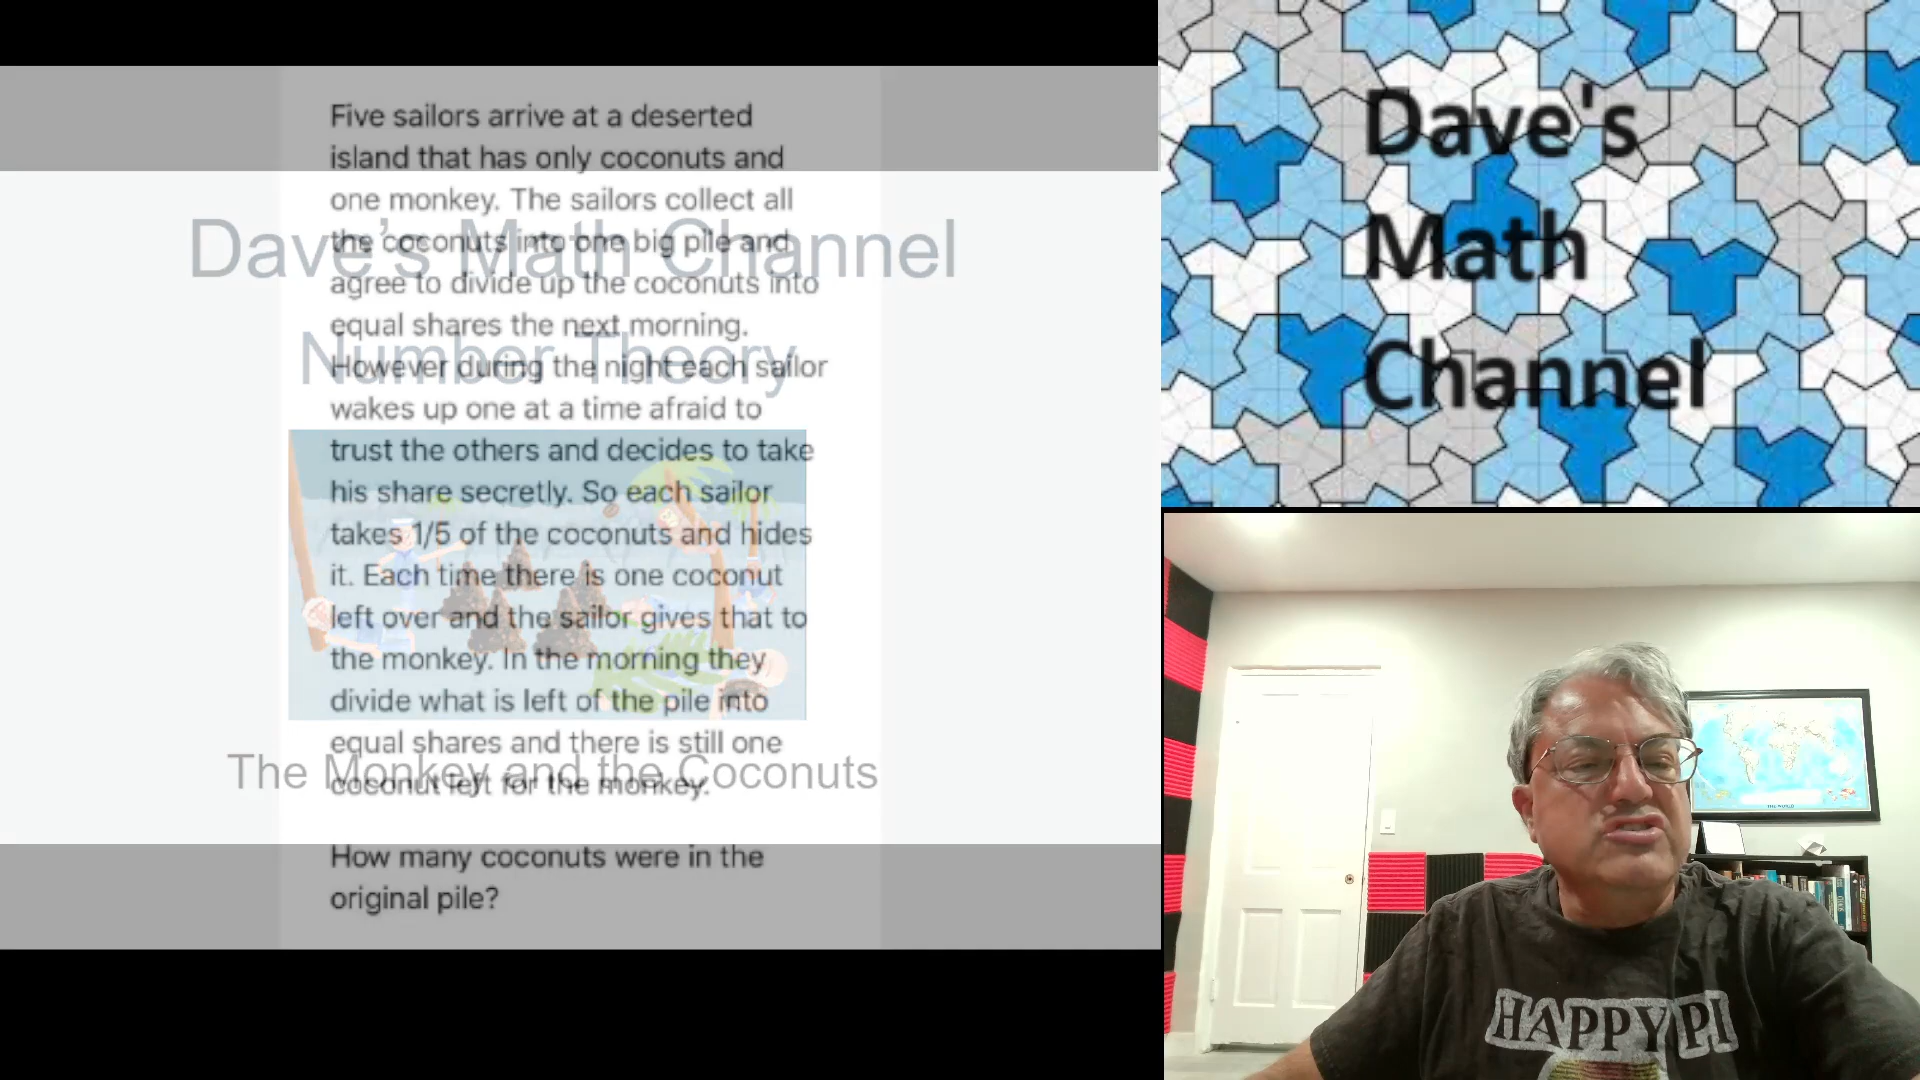 Five sailors arrive at a deserted
island that has only coconuts and
one monkey. The sailors collect all
the coconuts into one big pile and
agree to divide up the coconuts into
equal shares the next morning.
However during the night each sailor
wakes up one at a time afraid to
trust the others and decides to take
his share secretly. So each sailor
takes 1/5 of the coconuts and hides
it. Each time there is one coconut
left over and the sailor gives that to
the monkey. In the morning they
divide what is left of the pile into
equal shares and there is still one
coconut left for the monkey.
How many coconuts were in the
original pile?
Dave's Math Channel
Number Theory
The Monkey and the Coconuts
Dave's
Math
Channel
THE WORLD
HAPPY PI